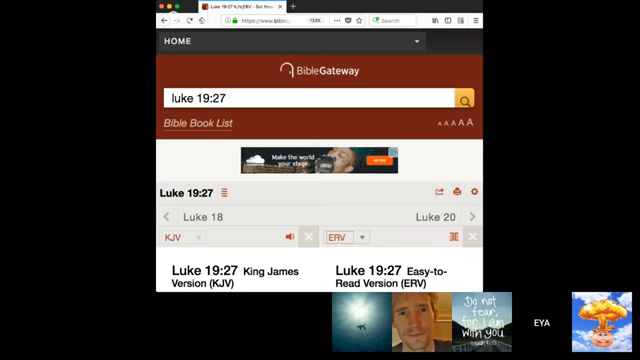 Luke 19:27 KJV;ERV - But thos
https://www.bible
133%
Search
HOME
BibleGateway
luke 19:27
Bible Book List
A A A A A
Make the world
your stage.
Luke 19:27
Luke 18
Luke 20
KJV
ERV
Luke 19:27 King James
Version (KJV)
Luke 19:27 Easy-to-
Read Version (ERV)
Do not
fear,
for I am
with you
EYA